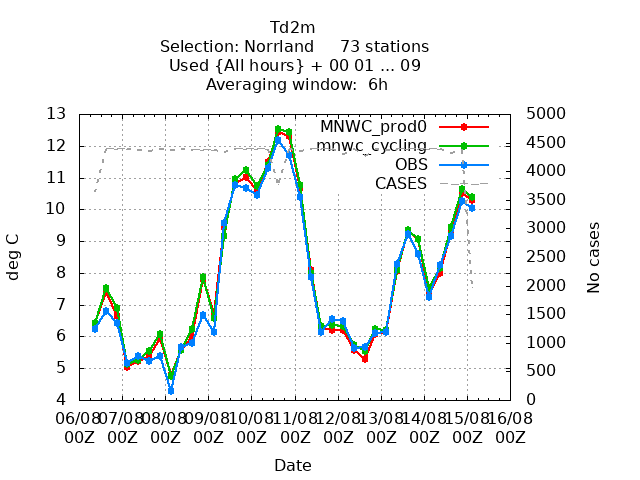 Td2m
Selection: Norrland     73 stations
Used {All hours} + 00 01 ... 09
Averaging window:  6h
13
12
11
10
9
8
7
6
5
4
deg C
5000
4500
4000
3500
3000
2500
2000
1500
1000
500
0
No cases
MNWC_prod0
mnwc_cycling
OBS
CASES
06/08 07/08 08/08 09/08 10/08 11/08 12/08 13/08 14/08 15/08 16/08
00Z 00Z 00Z 00Z 00Z 00Z 00Z 00Z 00Z 00Z 00Z
Date